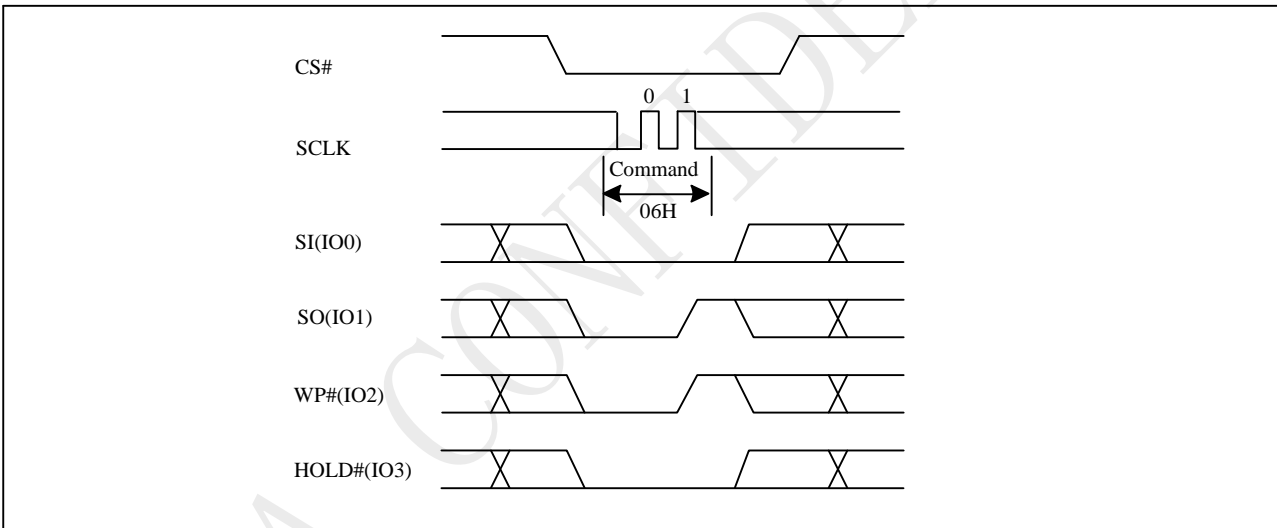 CS#
0 1
SCLK
Command
06H
SI(IO0)
SO(IO1)
WP#(IO2)
HOLD#(IO3)